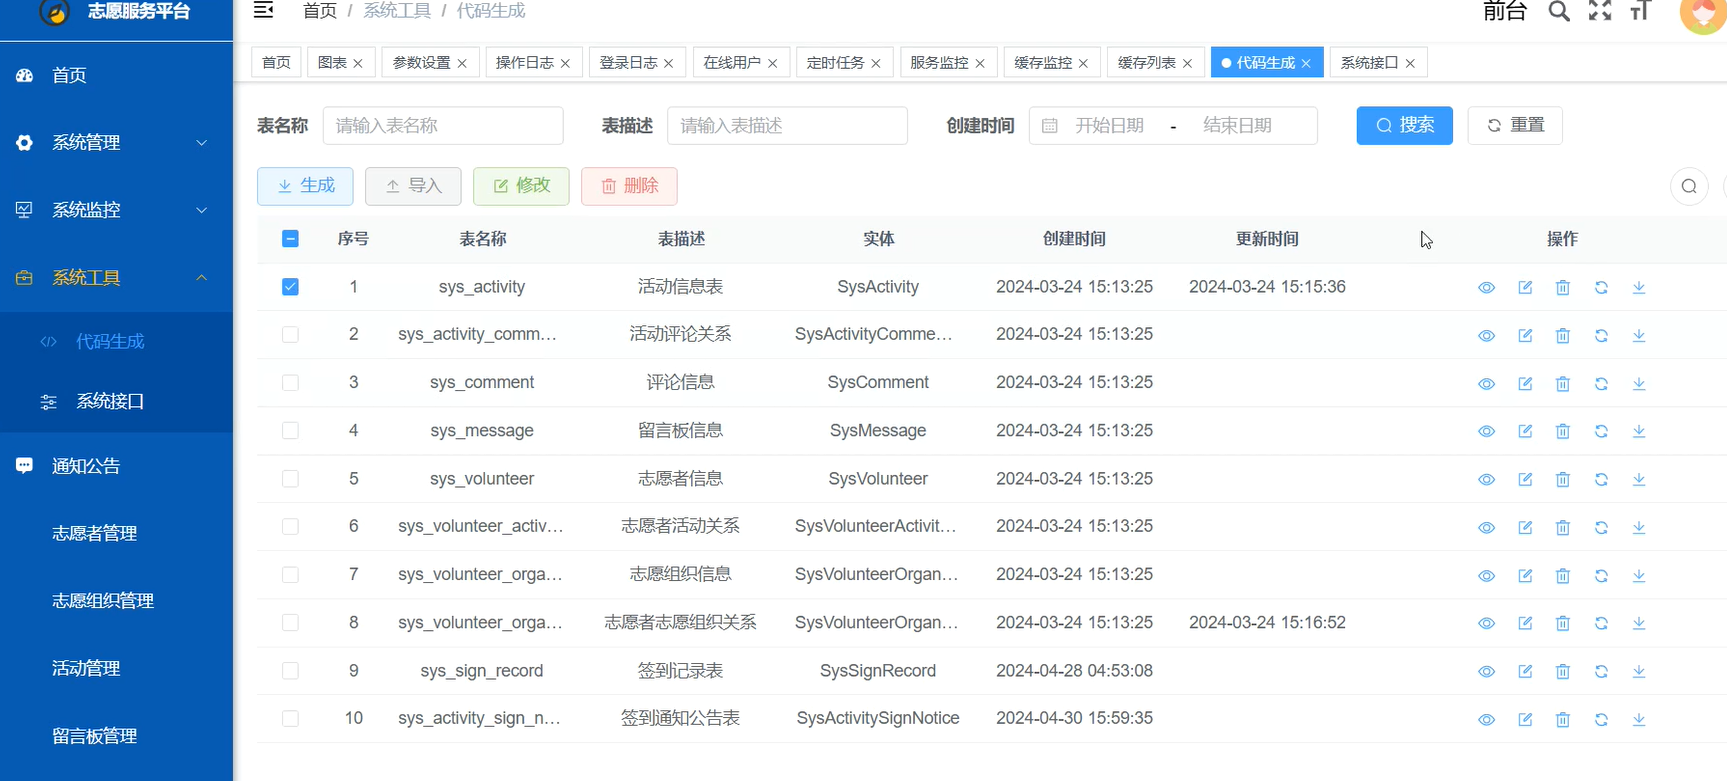 志愿服务平台
首页 / 系统工具 / 代码生成
前台
首页
系统管理
系统监控
系统工具
代码生成
系统接口
通知公告
志愿者管理
志愿组织管理
活动管理
留言板管理
首页 图表 参数设置 操作日志 登录日志 在线用户 定时任务 服务监控 缓存监控 缓存列表 代码生成 系统接口
表名称 请输入表名称 表描述 请输入表描述 创建时间 开始日期 - 结束日期 搜索 重置
生成 导入 修改 删除
序号 表名称 表描述 实体 创建时间 更新时间 操作
1 sys_activity 活动信息表 SysActivity 2024-03-24 15:13:25 2024-03-24 15:15:36
2 sys_activity_comm... 活动评论关系 SysActivityComme... 2024-03-24 15:13:25
3 sys_comment 评论信息 SysComment 2024-03-24 15:13:25
4 sys_message 留言板信息 SysMessage 2024-03-24 15:13:25
5 sys_volunteer 志愿者信息 SysVolunteer 2024-03-24 15:13:25
6 sys_volunteer_activ... 志愿者活动关系 SysVolunteerActivit... 2024-03-24 15:13:25
7 sys_volunteer_orga... 志愿组织信息 SysVolunteerOrgan... 2024-03-24 15:13:25
8 sys_volunteer_orga... 志愿者志愿组织关系 SysVolunteerOrgan... 2024-03-24 15:13:25 2024-03-24 15:16:52
9 sys_sign_record 签到记录表 SysSignRecord 2024-04-28 04:53:08
10 sys_activity_sign_n... 签到通知公告表 SysActivitySignNotice 2024-04-30 15:59:35